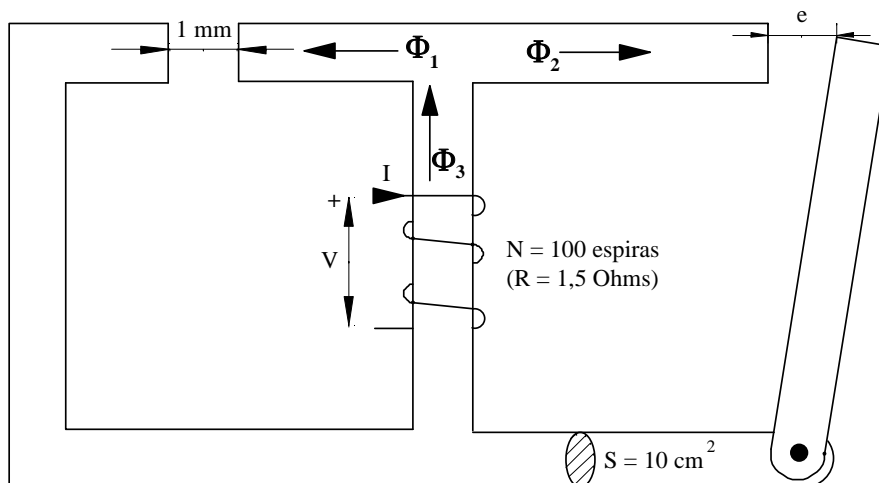 1 mm
e
Φ1
Φ2
Φ3
I
+
V
N = 100 espiras
(R = 1,5 Ohms)
S = 10 cm²